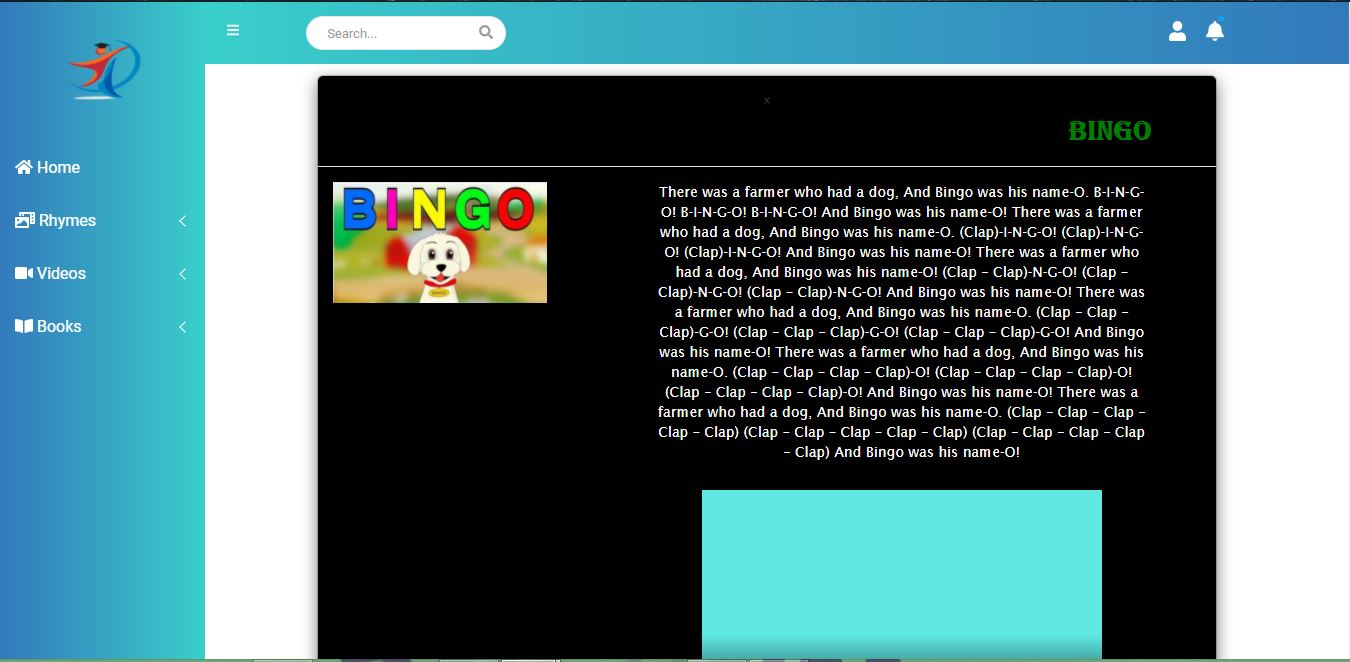 Search...
Home
Rhymes
Videos
Books
x
BINGO
BINGO
BINGO
There was a farmer who had a dog, And Bingo was his name-O. B-I-N-G-
O! B-I-N-G-O! B-I-N-G-O! And Bingo was his name-O! There was a farmer
who had a dog, And Bingo was his name-O. (Clap)-I-N-G-O! (Clap)-I-N-G-
O! (Clap)-I-N-G-O! And Bingo was his name-O! There was a farmer who
had a dog, And Bingo was his name-O! (Clap – Clap)-N-G-O! (Clap –
Clap)-N-G-O! (Clap – Clap)-N-G-O! And Bingo was his name-O! There was
a farmer who had a dog, And Bingo was his name-O. (Clap – Clap –
Clap)-G-O! (Clap – Clap – Clap)-G-O! (Clap – Clap – Clap)-G-O! And Bingo
was his name-O! There was a farmer who had a dog, And Bingo was his
name-O. (Clap – Clap – Clap – Clap)-O! (Clap – Clap – Clap – Clap)-O!
(Clap – Clap – Clap – Clap)-O! And Bingo was his name-O! There was a
farmer who had a dog, And Bingo was his name-O. (Clap – Clap – Clap –
Clap – Clap) (Clap – Clap – Clap – Clap – Clap) (Clap – Clap – Clap – Clap
– Clap) And Bingo was his name-O!